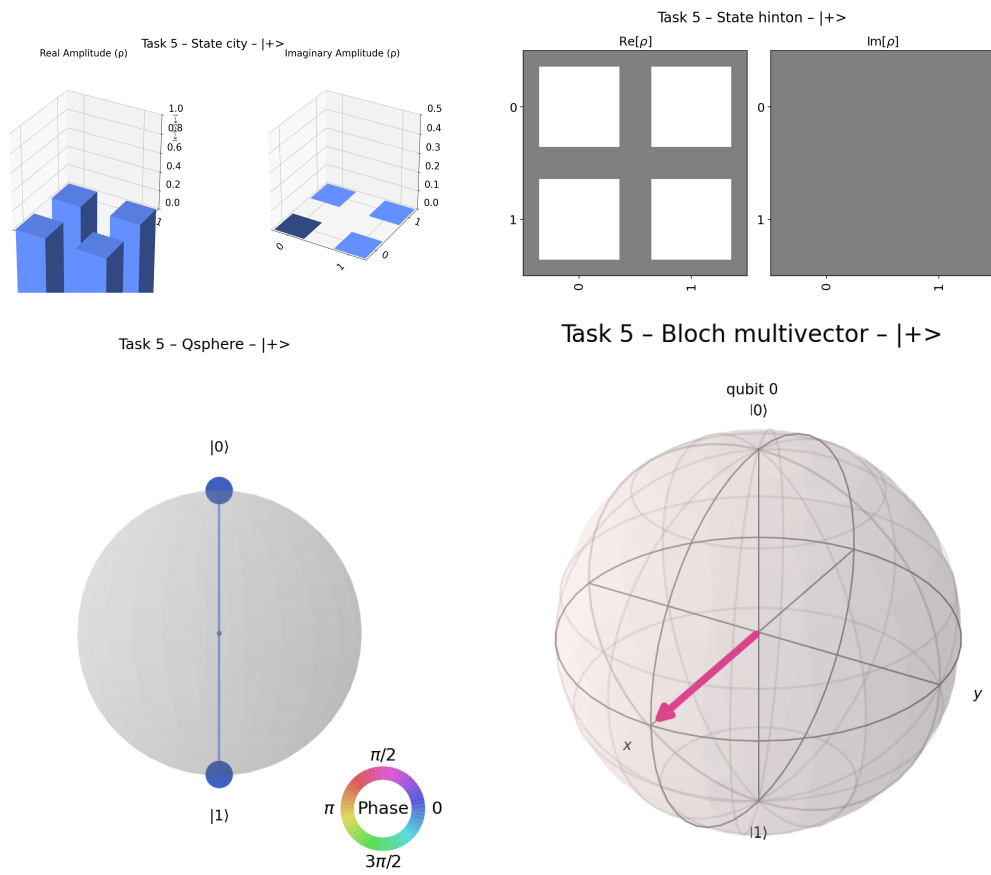 Task 5 – State city – |+>
Real Amplitude (ρ)
Imaginary Amplitude (ρ)
1.0
0.8
0.6
0.4
0.2
0.0
1
0.5
0.4
0.3
0.2
0.1
0.0
1
0
0
1
Task 5 – State hinton – |+>
Re[ρ]
Im[ρ]
0
1
0
1
0
1
0
1
Task 5 – Qsphere – |+>
|0⟩
|1⟩
π/2
π
Phase
0
3π/2
Task 5 – Bloch multivector – |+>
qubit 0
|0⟩
y
x
|1⟩